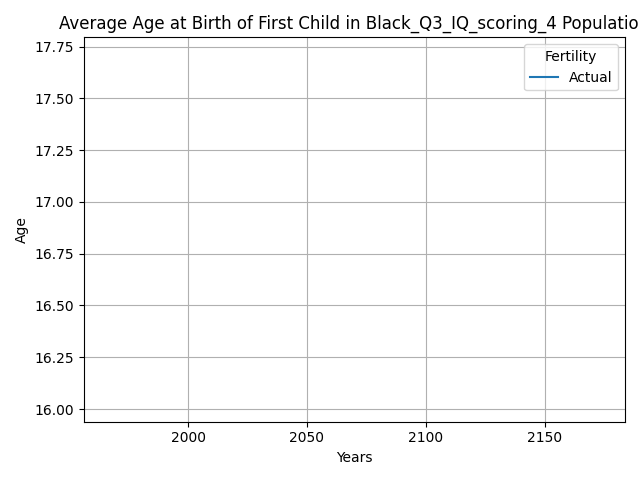 Average Age at Birth of First Child in Black_Q3_IQ_scoring_4 Populatio
17.75
17.50
17.25
17.00
16.75
16.50
16.25
16.00
Age
Fertility
Actual
2000 2050 2100 2150
Years